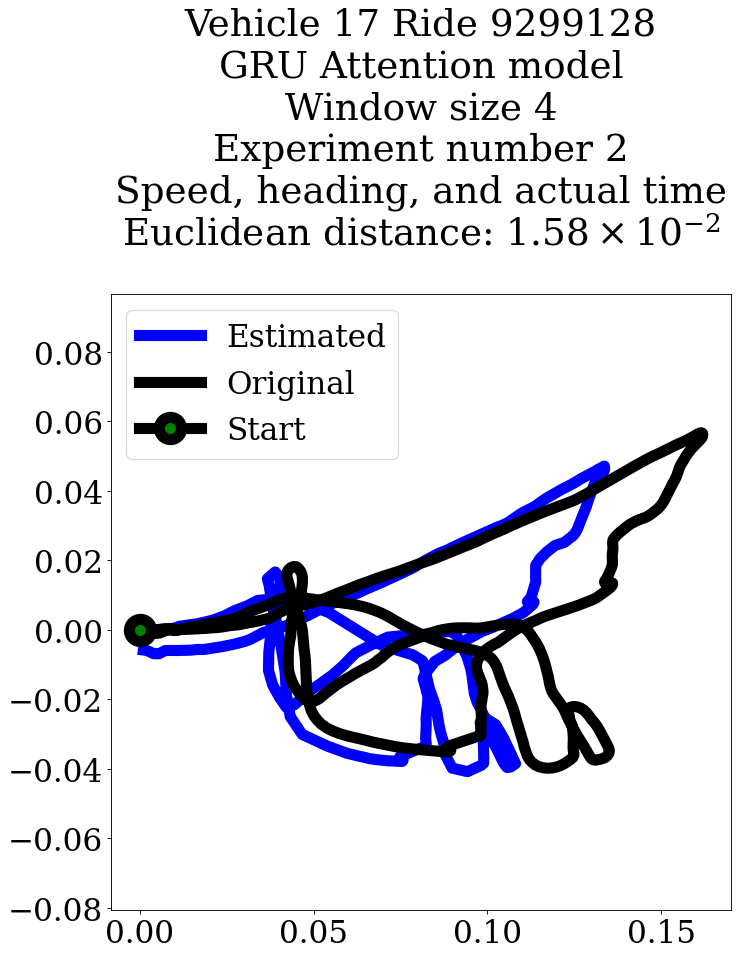 Vehicle 17 Ride 9299128
GRU Attention model
Window size 4
Experiment number 2
Speed, heading, and actual time
Euclidean distance: 1.58 × 10⁻²
Estimated
Original
Start
0.08
0.06
0.04
0.02
0.00
−0.02
−0.04
−0.06
−0.08
0.00 0.05 0.10 0.15